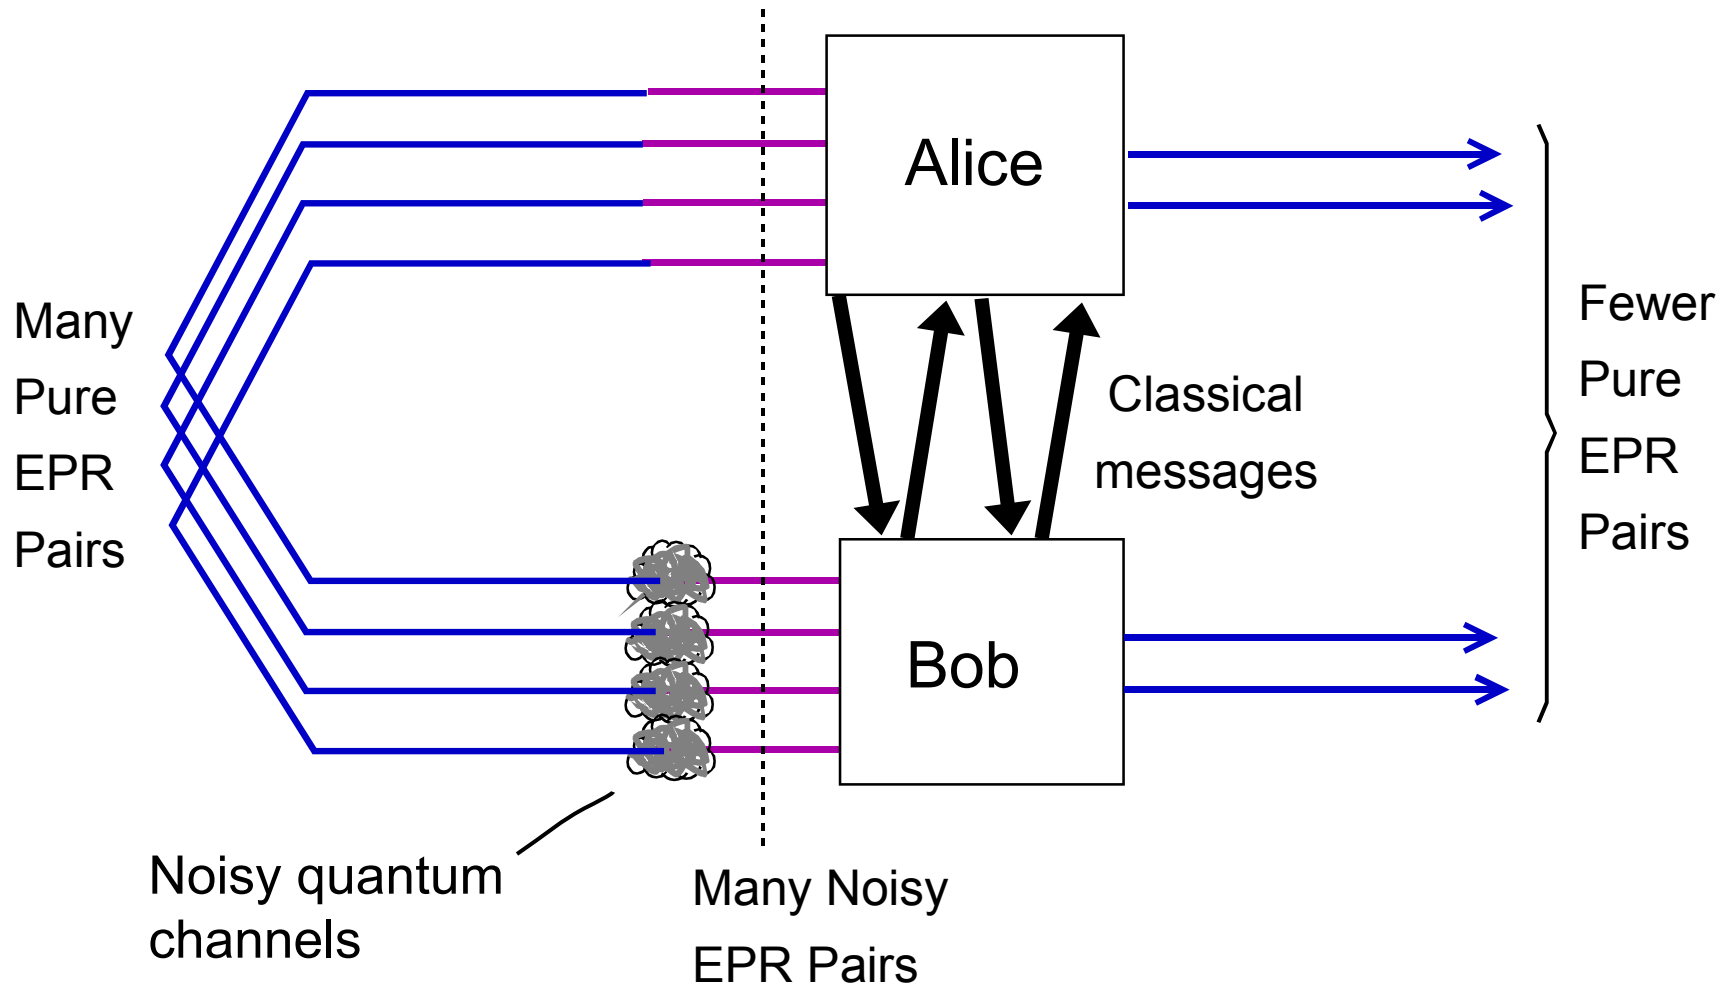 Alice
Many
Pure
EPR
Pairs
Fewer
Pure
EPR
Pairs
Classical
messages
Bob
Noisy quantum
channels
Many Noisy
EPR Pairs